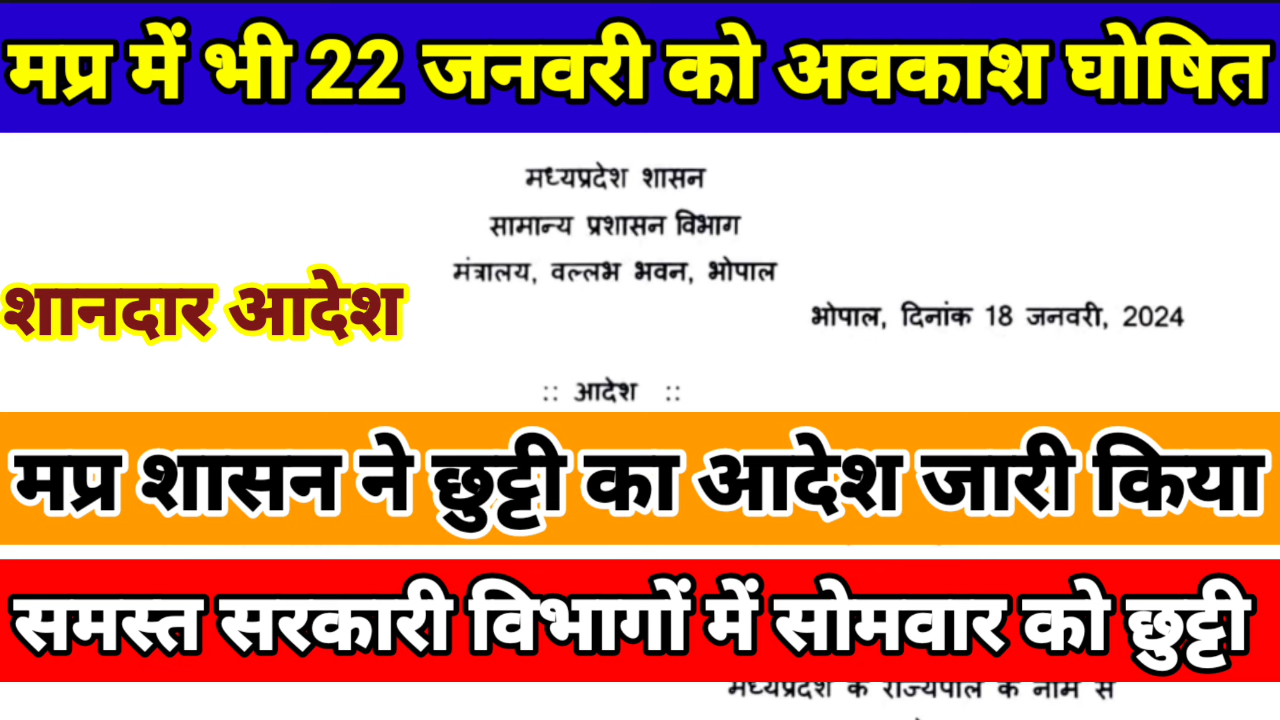 मप्र में भी 22 जनवरी को अवकाश घोषित
मध्यप्रदेश शासन
सामान्य प्रशासन विभाग
मंत्रालय, वल्लभ भवन, भोपाल
शानदार आदेश
भोपाल, दिनांक 18 जनवरी, 2024
:: आदेश ::
मप्र शासन ने छुट्टी का आदेश जारी किया
समस्त सरकारी विभागों में सोमवार को छुट्टी
मध्यप्रदेश के राज्यपाल के नाम से